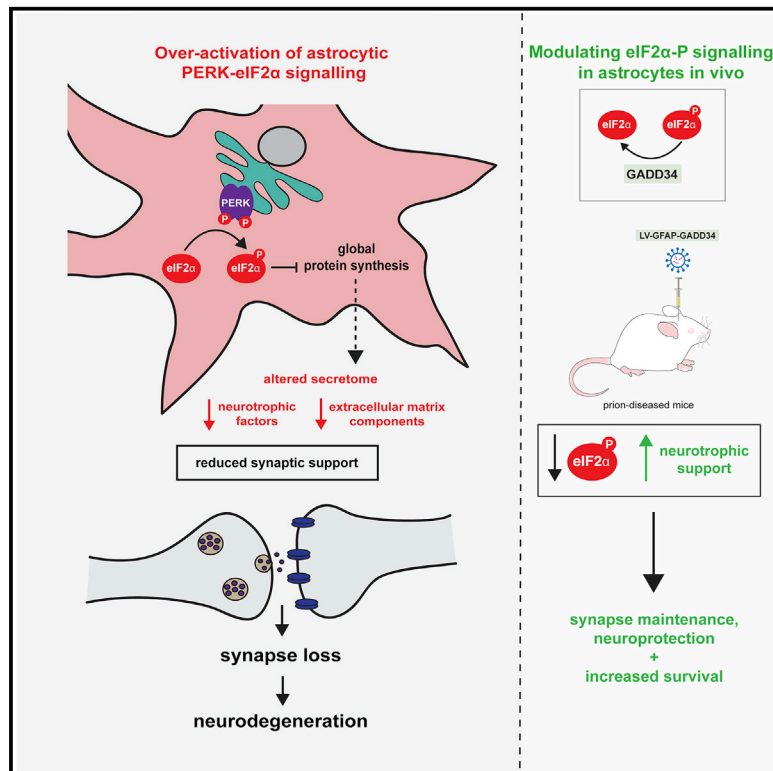 Over-activation of astrocytic
PERK-eIF2α signalling
PERK
P
P
eIF2α
eIF2α
P
global
protein synthesis
altered secretome
neurotrophic
factors
extracellular matrix
components
reduced synaptic support
synapse loss
neurodegeneration
Modulating eIF2α-P signalling
in astrocytes in vivo
eIF2α
eIF2α
P
GADD34
LV-GFAP-GADD34
prion-diseased mice
eIF2α
P
neurotrophic
support
synapse maintenance,
neuroprotection
+
increased survival